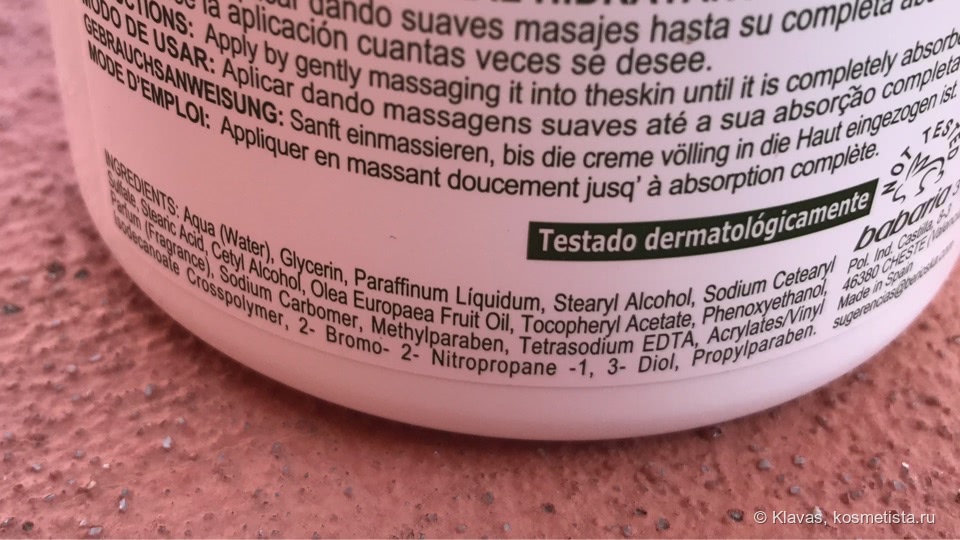 dando suaves masajes hasta su completa
la aplicación cuantas veces se desee.
Apply by gently massaging it into theskin until it is completely absorbe
MODO DE USAR: Aplicar dando massagens suaves até a sua absorção completa
GEBRAUCHSANWEISUNG: Sanft einmassieren, bis die creme völling in die Haut eingezogen ist.
MODE D'EMPLOI: Appliquer en massant doucement jusq' à absorption complète.
NOT TESTED
Testado dermatológicamente
babaria
INGREDIENTS: Aqua (Water), Glycerin, Paraffinum Líquidum, Stearyl Alcohol, Sodium Cetearyl
Sulfate, Stearic Acid, Cetyl Alcohol, Olea Europaea Fruit Oil, Tocopheryl Acetate, Phenoxyethanol,
Parfum (Fragrance), Sodium Carbomer, Methylparaben, Tetrasodium EDTA, Acrylates/Vinyl
Isodecanoate Crosspolymer, 2- Bromo- 2- Nitropropane -1, 3- Diol, Propylparaben.
Pol. Ind. Castilla,
46380 CHESTE
Made in Spain
© Klavas, kosmetista.ru